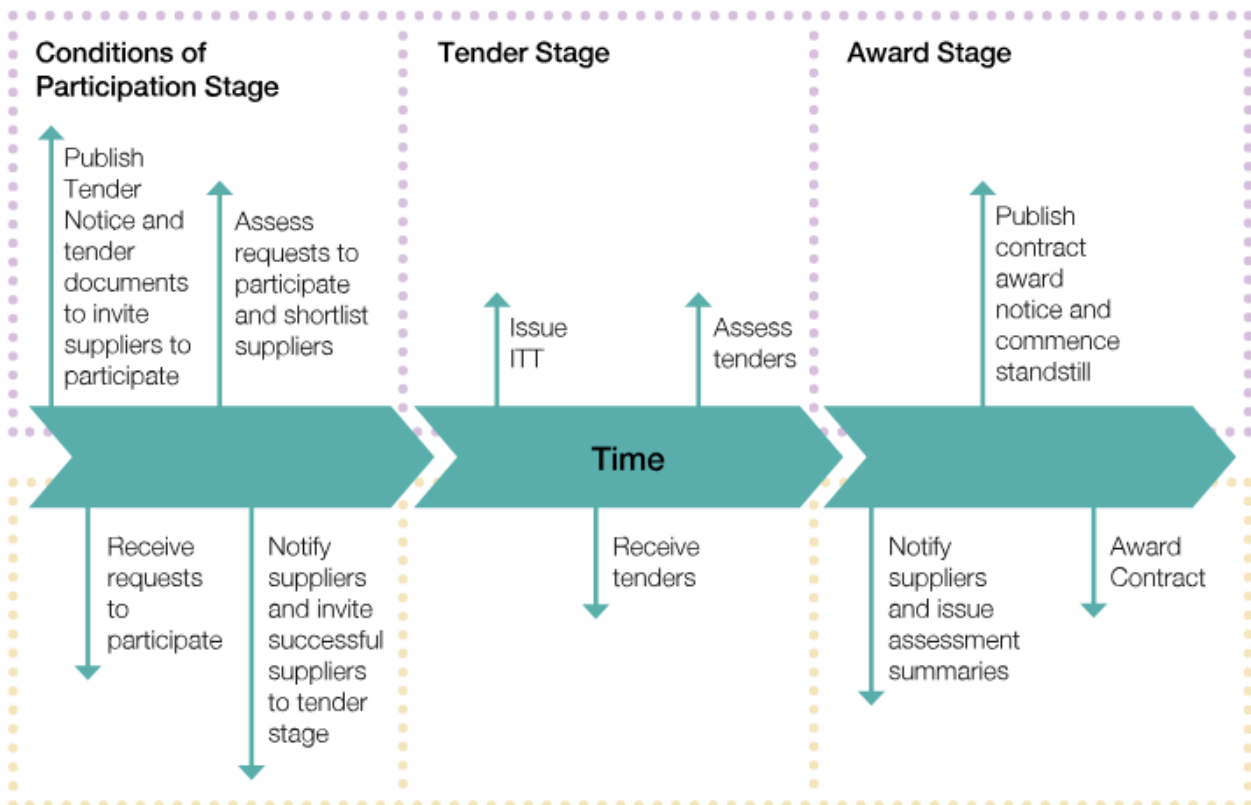 Conditions of
Participation Stage
Publish
Tender
Notice and
tender
documents
to invite
suppliers to
participate
Assess
requests to
participate
and shortlist
suppliers
Receive
requests
to
participate
Notify
suppliers
and invite
successful
suppliers
to tender
stage
Tender Stage
Issue
ITT
Assess
tenders
Time
Receive
tenders
Award Stage
Publish
contract
award
notice and
commence
standstill
Notify
suppliers
and issue
assessment
summaries
Award
Contract